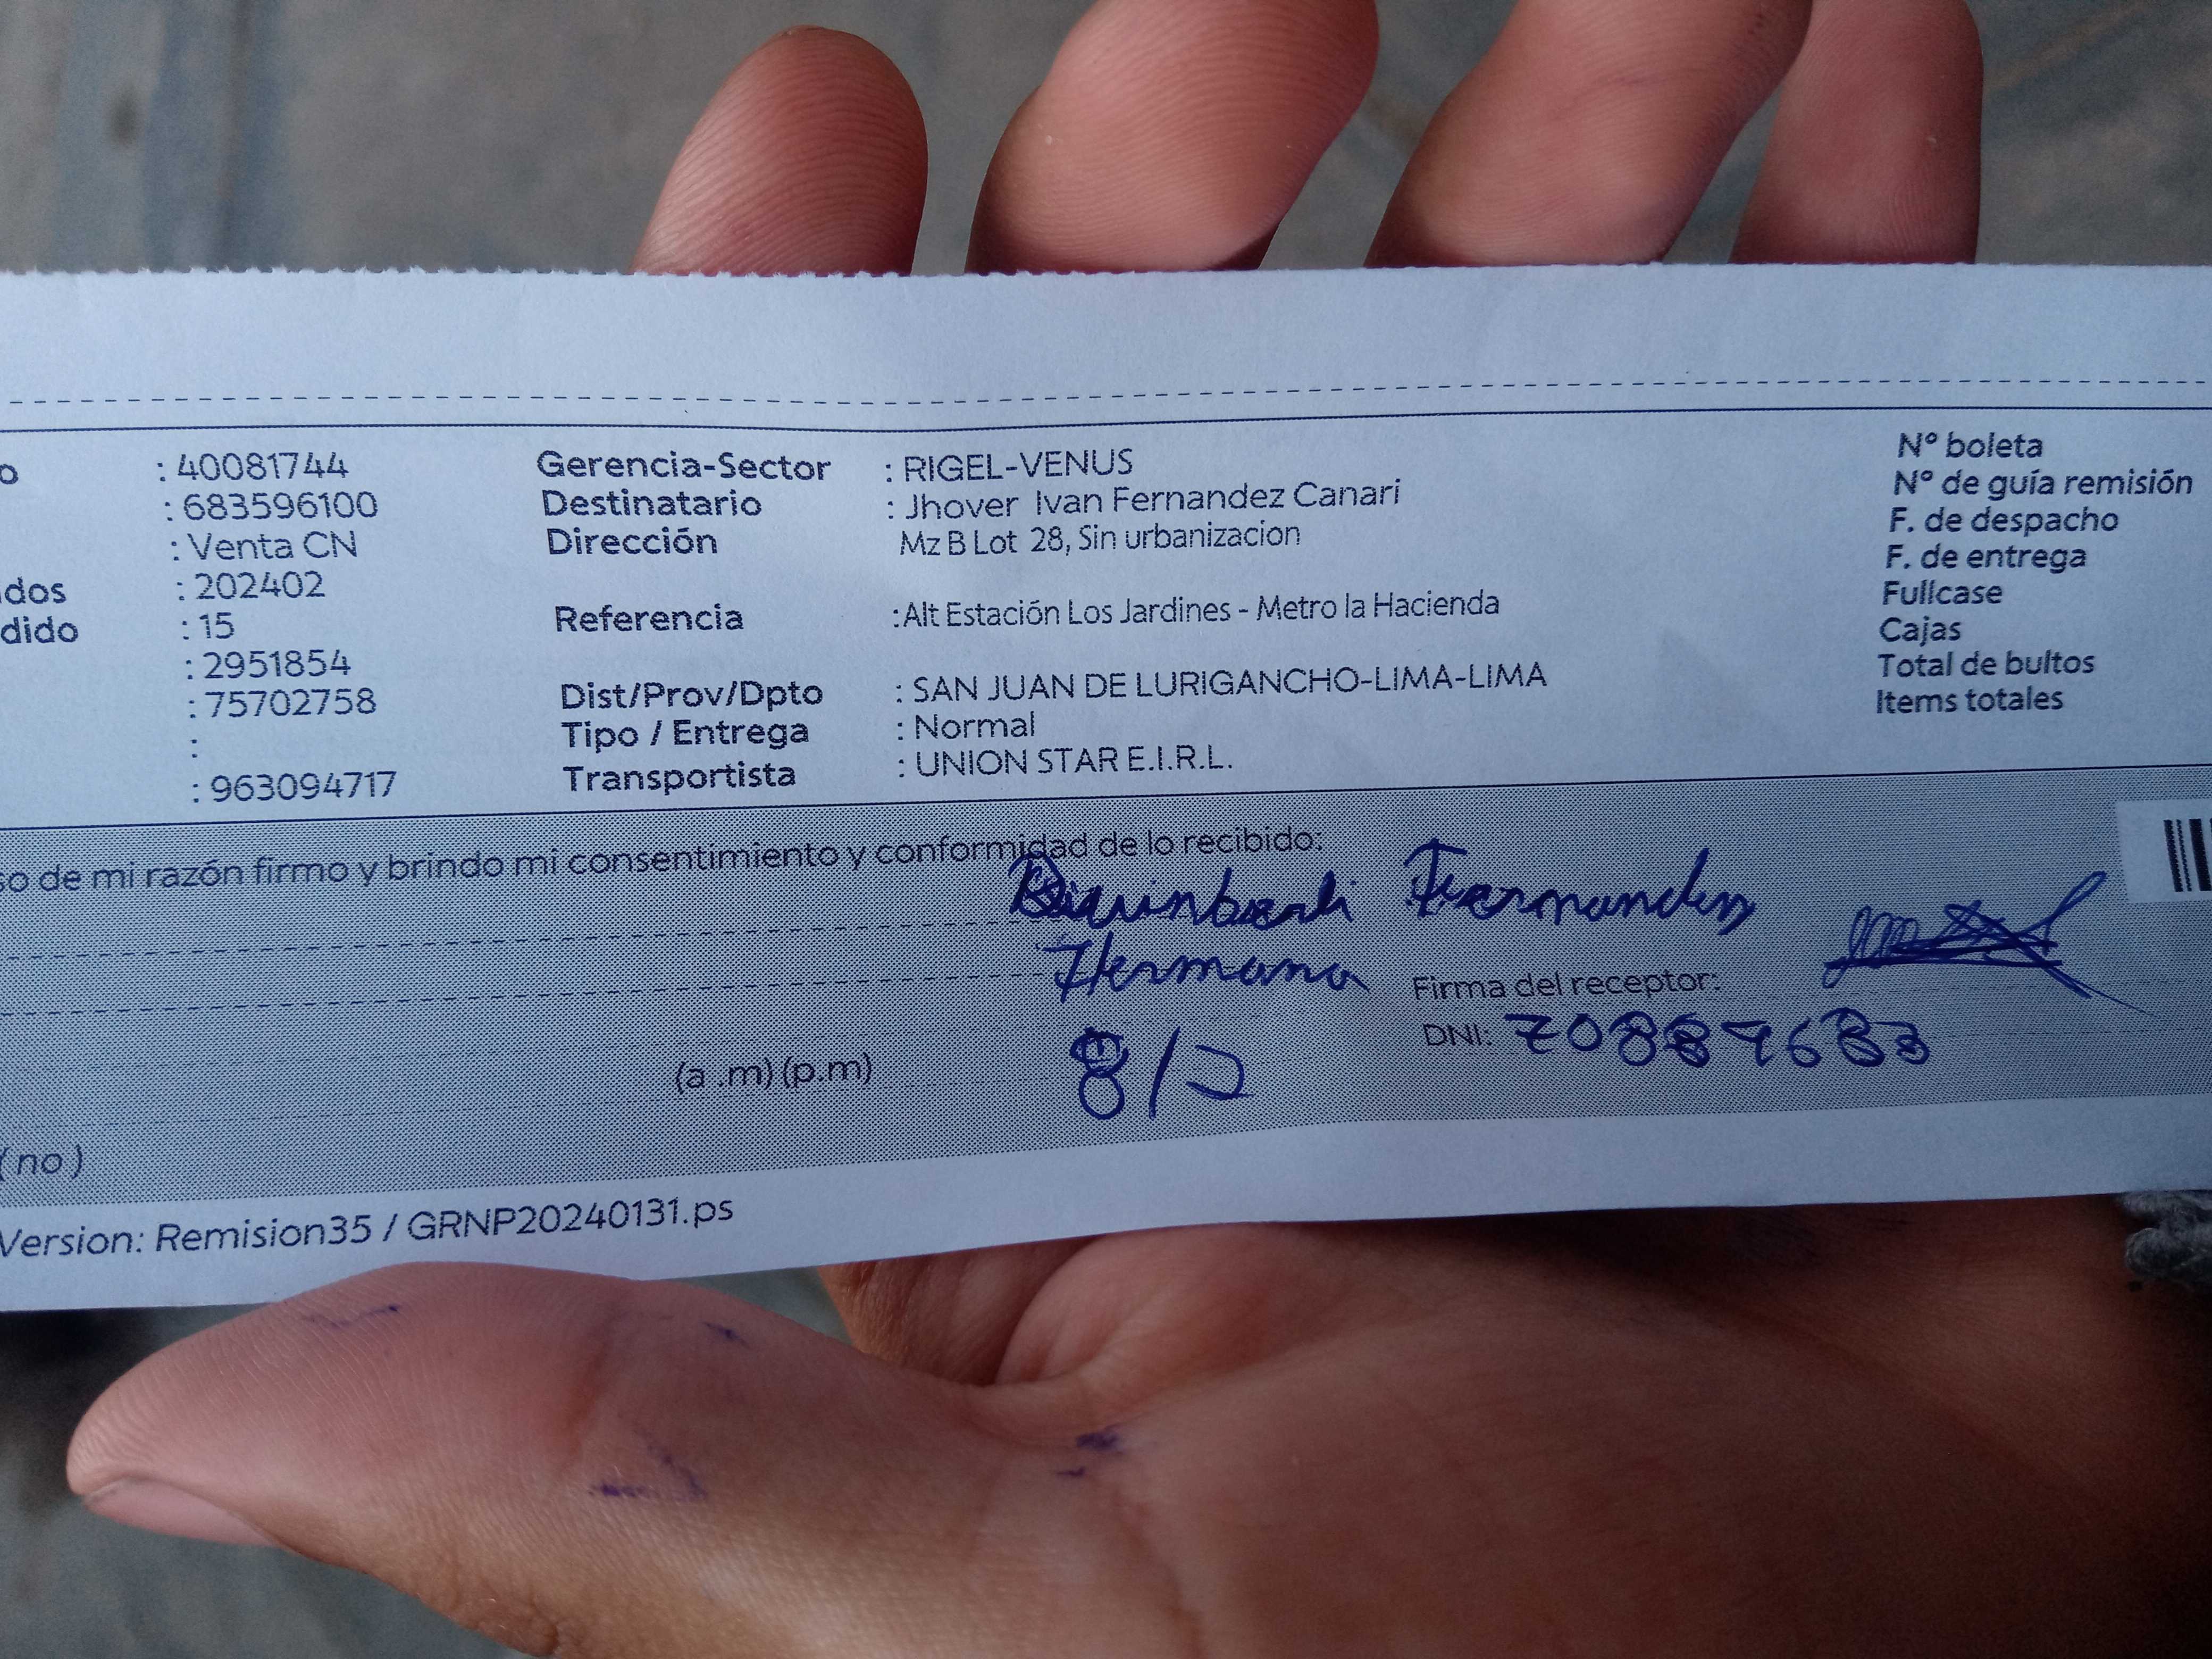 o : 40081744 Gerencia-Sector : RIGEL-VENUS Nº boleta
: 683596100 Destinatario : Jhover Ivan Fernandez Canari Nº de guía remisión
: Venta CN Dirección Mz B Lot 28, Sin urbanizacion F. de despacho
dos : 202402 F. de entrega
dido : 15 Referencia :Alt Estación Los Jardines - Metro la Hacienda Fullcase
: 2951854 Cajas
: 75702758 Dist/Prov/Dpto : SAN JUAN DE LURIGANCHO-LIMA-LIMA Total de bultos
: Tipo / Entrega : Normal Items totales
: 963094717 Transportista : UNION STAR E.I.R.L.
so de mi razón firmo y brindo mi consentimiento y conformidad de lo recibido:
Hermana
Firma del receptor:
DNI:
(a .m) (p.m) 8/2
(no)
Version: Remision35 / GRNP20240131.ps